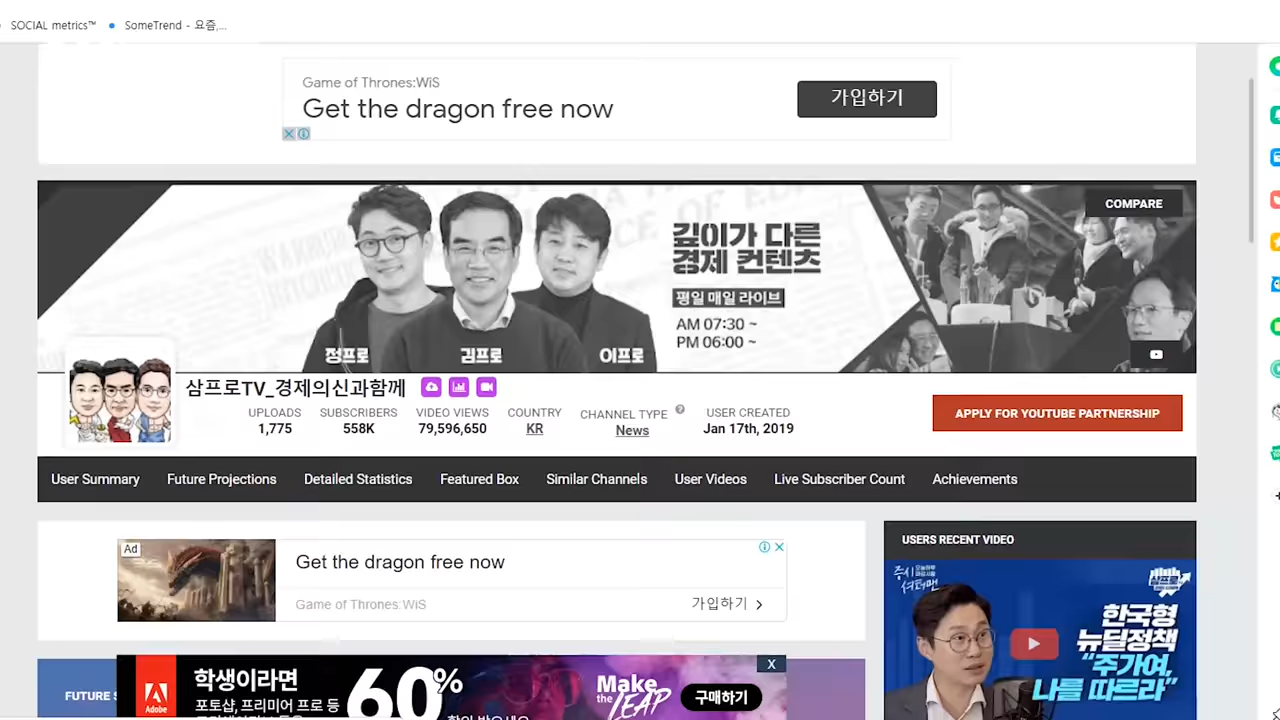 SOCIAL metrics™
SomeTrend - 요즘,...
Game of Thrones:WiS
Get the dragon free now
가입하기
COMPARE
깊이가 다른
경제 컨텐츠
평일 매일 라이브
AM 07:30 ~
PM 06:00 ~
정프로
김프로
이프로
삼프로TV_경제의신과함께
UPLOADS
1,775
SUBSCRIBERS
558K
VIDEO VIEWS
79,596,650
COUNTRY
KR
CHANNEL TYPE
News
USER CREATED
Jan 17th, 2019
APPLY FOR YOUTUBE PARTNERSHIP
User Summary
Future Projections
Detailed Statistics
Featured Box
Similar Channels
User Videos
Live Subscriber Count
Achievements
Ad
Get the dragon free now
Game of Thrones:WiS
가입하기
USERS RECENT VIDEO
증시
삼프로
한국형
뉴딜정책
“주가여,
나를 따르라”
FUTURE
Adobe
학생이라면
포토샵, 프리미어 프로 등
60%
Make
the LEAP
구매하기
X